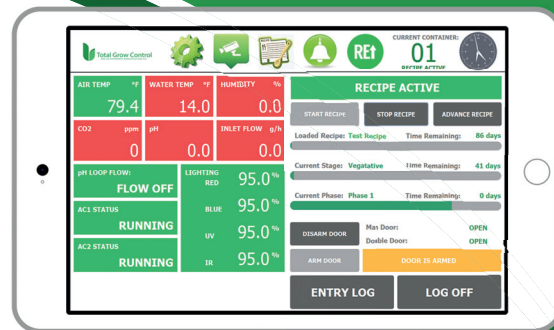 Total Grow Control
REt
CURRENT CONTAINER:
01
RECIPE ACTIVE
AIR TEMP °F
79.4
WATER TEMP °F
14.0
HUMIDITY %
0.0
CO2 ppm
0
pH
0.0
INLET FLOW g/h
0.0
pH LOOP FLOW:
FLOW OFF
AC1 STATUS
RUNNING
AC2 STATUS
RUNNING
LIGHTING
RED 95.0%
BLUE 95.0%
UV 95.0%
IR 95.0%
RECIPE ACTIVE
START RECIPE STOP RECIPE ADVANCE RECIPE
Loaded Recipe: Test Recipe Time Remaining: 86 days
Current Stage: Vegatative Time Remaining: 41 days
Current Phase: Phase 1 Time Remaining: 0 days
DISARM DOOR
Man Door: OPEN
Double Door: OPEN
ARM DOOR DOOR IS ARMED
ENTRY LOG LOG OFF